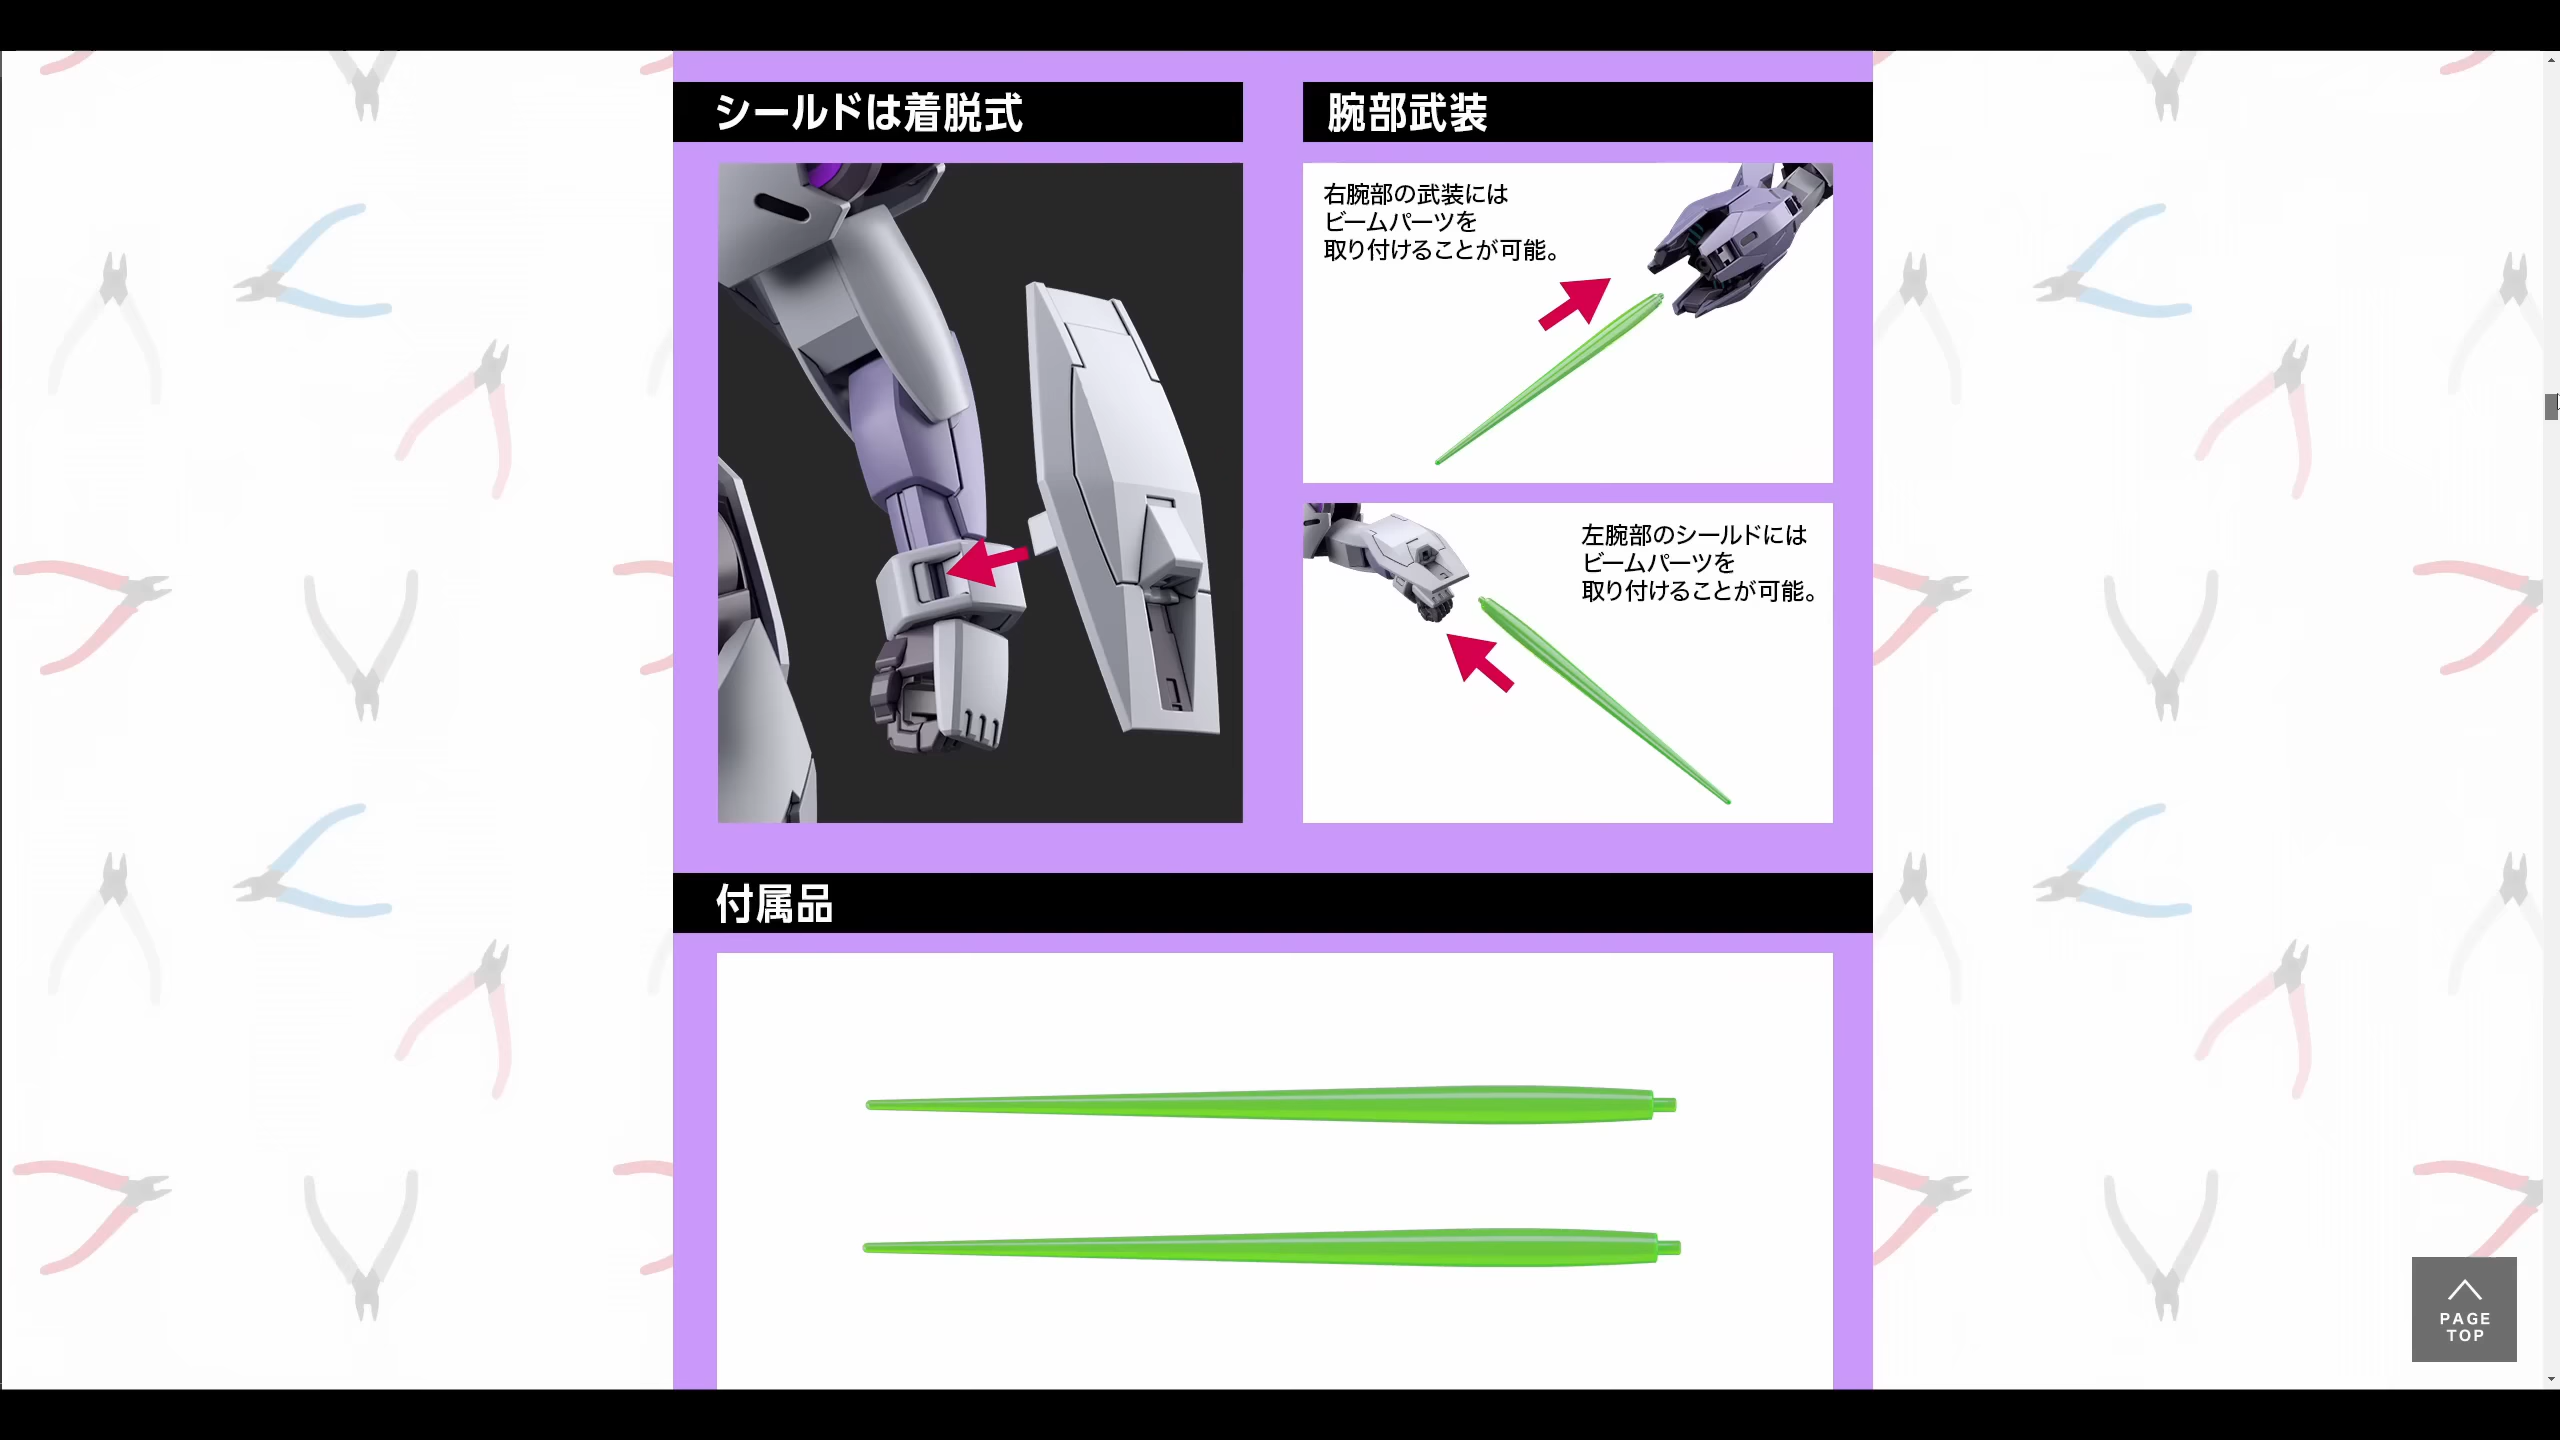 シールドは着脱式
腕部武装
右腕部の武装には
ビームパーツを
取り付けることが可能。
左腕部のシールドには
ビームパーツを
取り付けることが可能。
付属品
PAGE
TOP